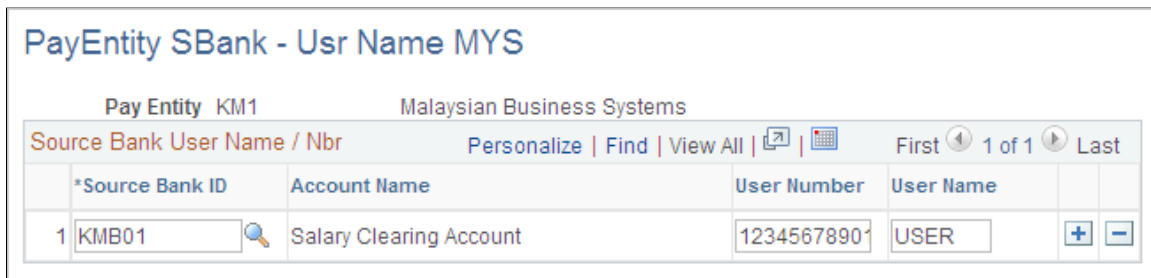 PayEntity SBank - Usr Name MYS
Pay Entity KM1 Malaysian Business Systems
Source Bank User Name / Nbr Personalize | Find | View All | | First 1 of 1 Last
*Source Bank ID Account Name User Number User Name
1 KMB01 Salary Clearing Account 12345678901 USER